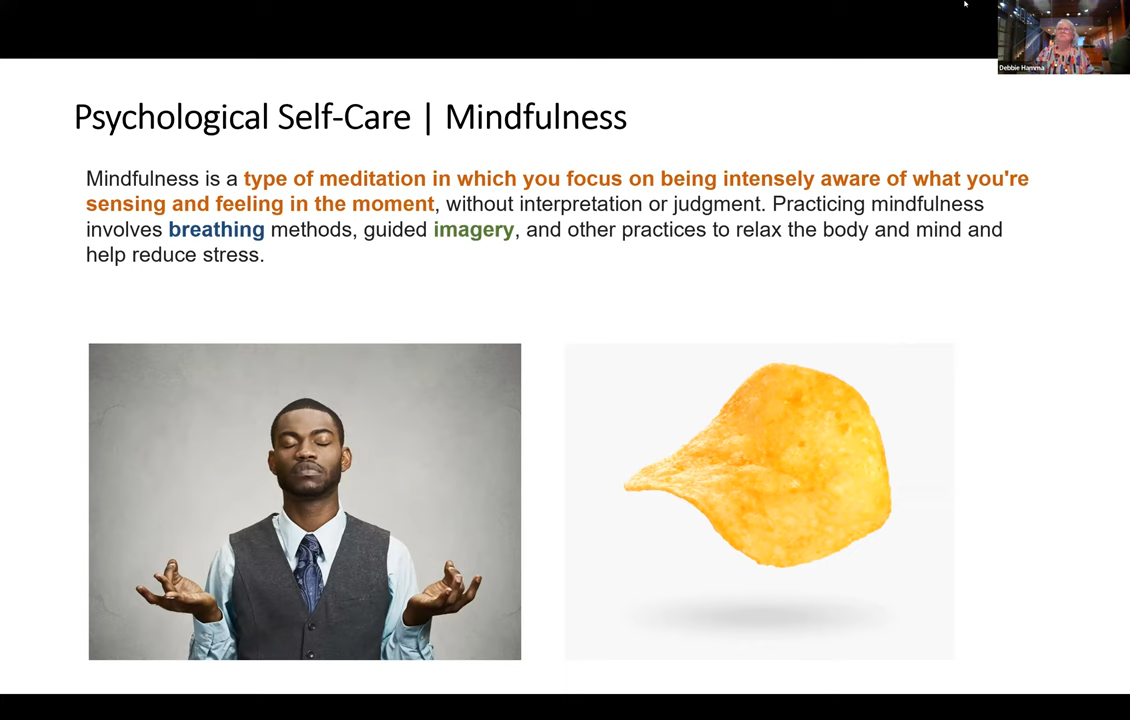 Debbie Hamma
Psychological Self-Care | Mindfulness
Mindfulness is a type of meditation in which you focus on being intensely aware of what you're
sensing and feeling in the moment, without interpretation or judgment. Practicing mindfulness
involves breathing methods, guided imagery, and other practices to relax the body and mind and
help reduce stress.